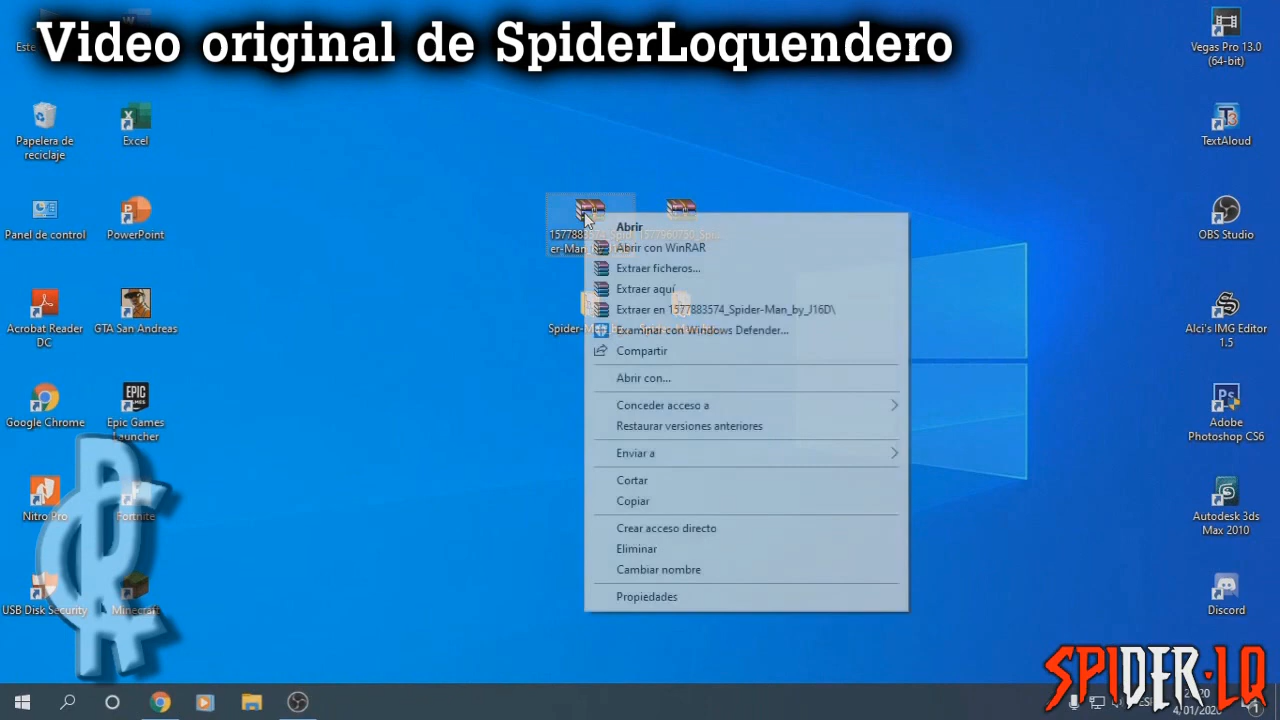 Video original de SpiderLoquendero
Vegas Pro 13.0
(64-bit)
Papelera de
reciclaje
Excel
TextAloud
Panel de control
PowerPoint
OBS Studio
Acrobat Reader
DC
GTA San Andreas
Alci's IMG Editor
1.5
Google Chrome
Epic Games
Launcher
Adobe
Photoshop CS6
Nitro Pro
Fortnite
Autodesk 3ds
Max 2010
USB Disk Security
Minecraft
Discord
Abrir
Abrir con WinRAR
Extraer ficheros...
Extraer aquí
Extraer en 1577883574_Spider-Man_by_J16D\
Examinar con Windows Defender...
Compartir
Abrir con...
Conceder acceso a
Restaurar versiones anteriores
Enviar a
Cortar
Copiar
Crear acceso directo
Eliminar
Cambiar nombre
Propiedades
SPIDER-LQ